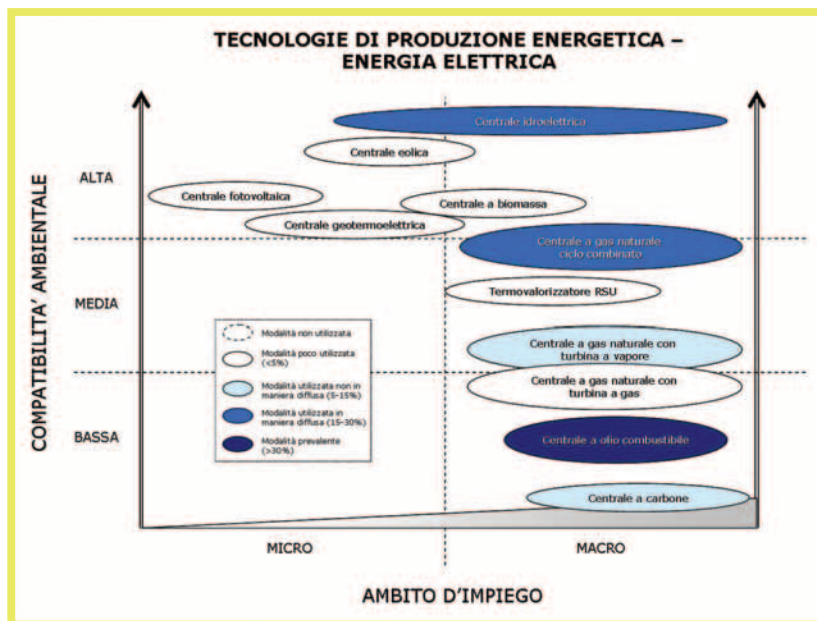 TECNOLOGIE DI PRODUZIONE ENERGETICA –
ENERGIA ELETTRICA
COMPATIBILITA' AMBIENTALE
ALTA
MEDIA
BASSA
Centrale idroelettrica
Centrale eolica
Centrale fotovoltaica
Centrale a biomassa
Centrale geotermoelettrica
Centrale a gas naturale
ciclo combinato
Termovalorizzatore RSU
Centrale a gas naturale con
turbina a vapore
Centrale a gas naturale con
turbina a gas
Centrale a olio combustibile
Centrale a carbone
Modalità non utilizzata
Modalità poco utilizzata
(<5%)
Modalità utilizzata non in
maniera diffusa (5-15%)
Modalità utilizzata in
maniera diffusa (15-30%)
Modalità prevalente
(>30%)
MICRO
MACRO
AMBITO D'IMPIEGO